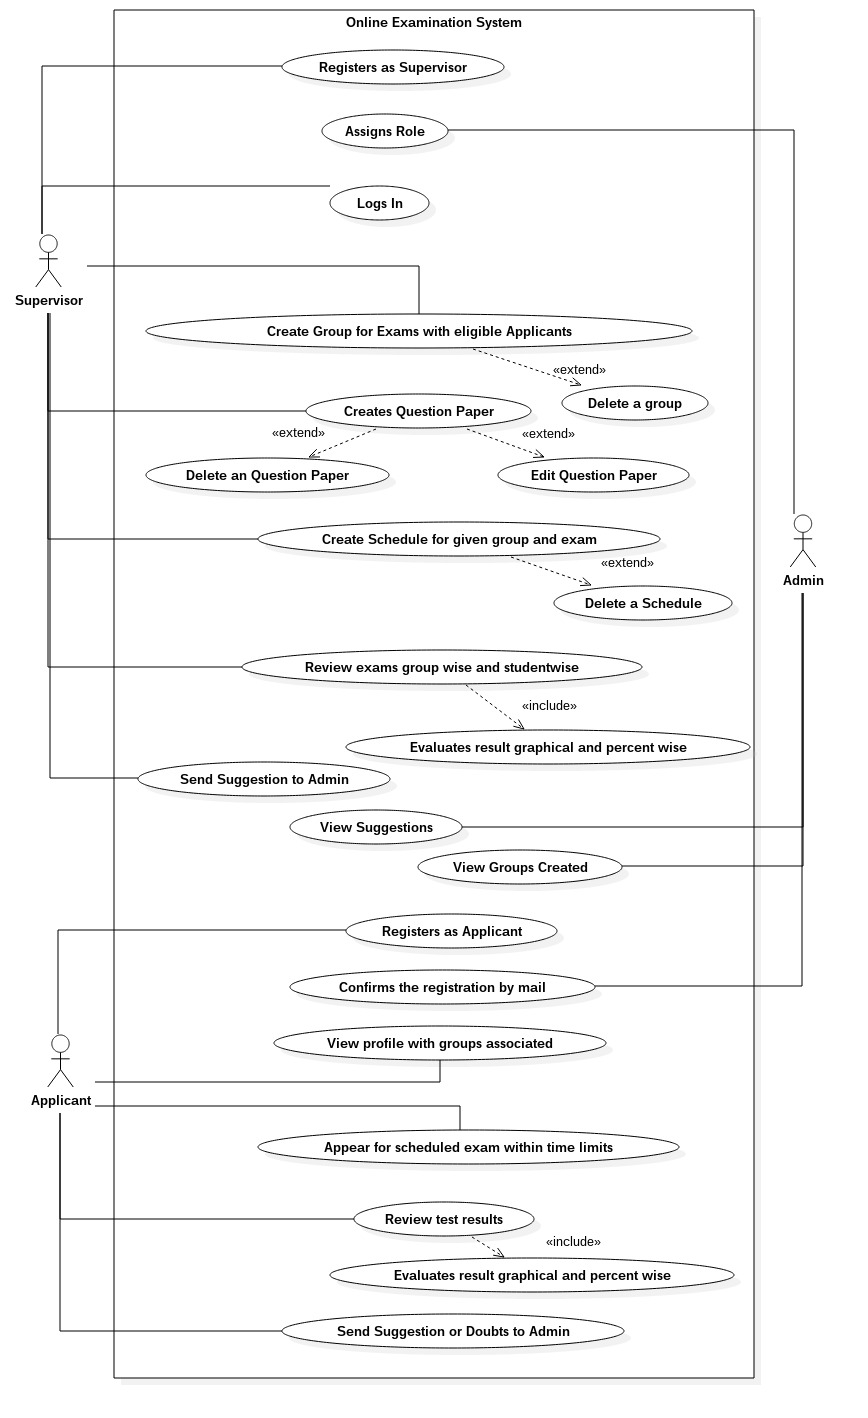 Online Examination System
Registers as Supervisor
Assigns Role
Logs In
Supervisor
Create Group for Exams with eligible Applicants
«extend»
Delete a group
Creates Question Paper
«extend»
«extend»
Delete an Question Paper
Edit Question Paper
Create Schedule for given group and exam
«extend»
Admin
Delete a Schedule
Review exams group wise and studentwise
«include»
Evaluates result graphical and percent wise
Send Suggestion to Admin
View Suggestions
View Groups Created
Registers as Applicant
Confirms the registration by mail
View profile with groups associated
Applicant
Appear for scheduled exam within time limits
Review test results
«include»
Evaluates result graphical and percent wise
Send Suggestion or Doubts to Admin